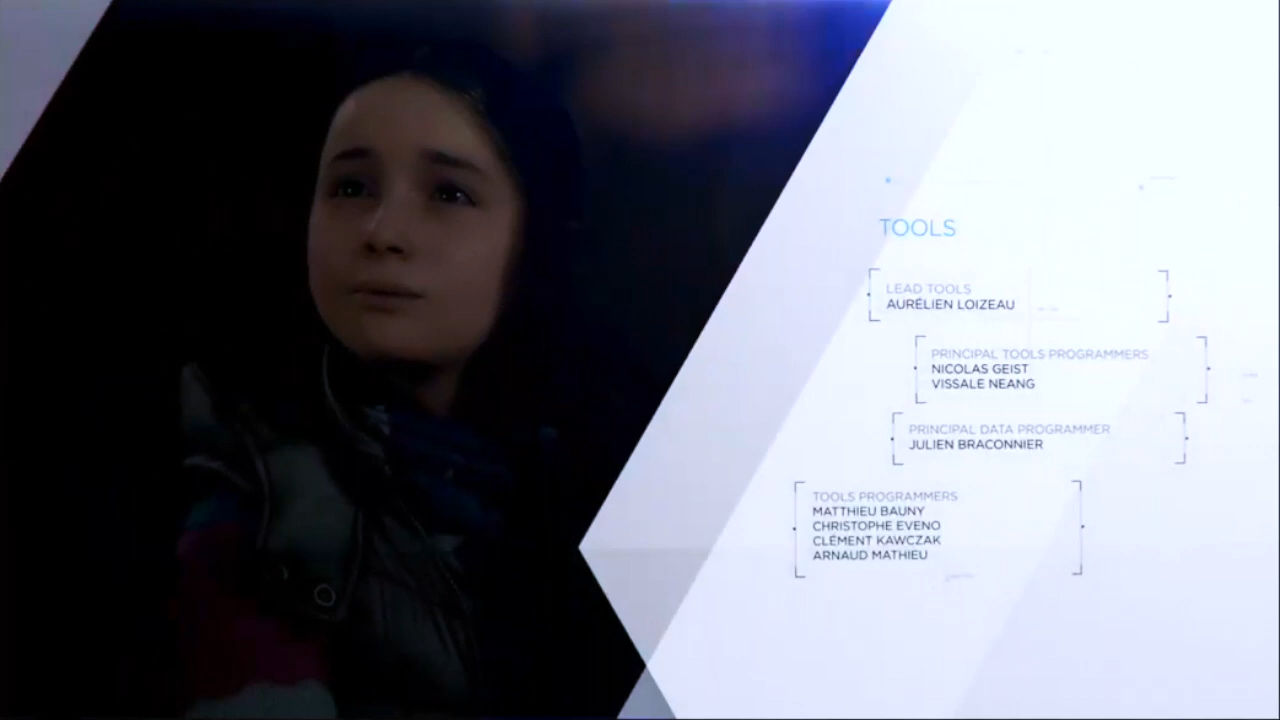 TOOLS
LEAD TOOLS
AURÉLIEN LOIZEAU
PRINCIPAL TOOLS PROGRAMMERS
NICOLAS GEIST
VISSALE NEANG
PRINCIPAL DATA PROGRAMMER
JULIEN BRACONNIER
TOOLS PROGRAMMERS
MATTHIEU BAUNY
CHRISTOPHE EVENO
CLÉMENT KAWCZAK
ARNAUD MATHIEU